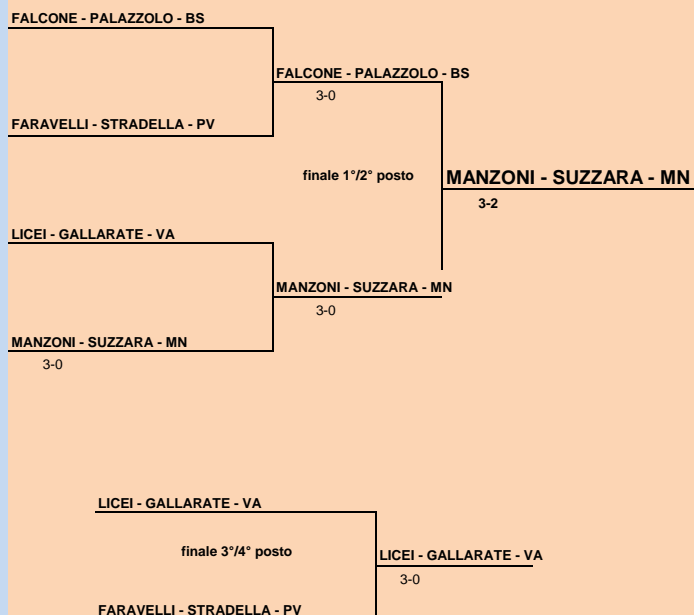 FALCONE - PALAZZOLO - BS
FALCONE - PALAZZOLO - BS
3-0
FARAVELLI - STRADELLA - PV
finale 1°/2° posto
MANZONI - SUZZARA - MN
3-2
LICEI - GALLARATE - VA
MANZONI - SUZZARA - MN
3-0
MANZONI - SUZZARA - MN
3-0
LICEI - GALLARATE - VA
finale 3°/4° posto
LICEI - GALLARATE - VA
3-0
FARAVELLI - STRADELLA - PV